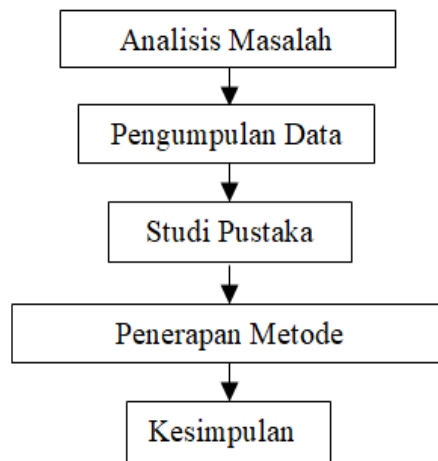 Analisis Masalah
Pengumpulan Data
Studi Pustaka
Penerapan Metode
Kesimpulan